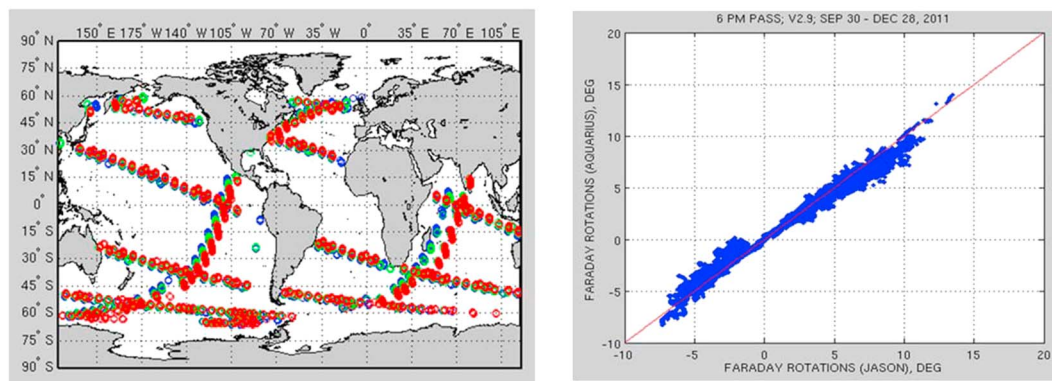 150° E 175° W 140° W 105° W 70° W 35° W 0° 35° E 70° E 105° E
90° N
75° N
60° N
45° N
30° N
15° N
0°
15° S
30° S
45° S
60° S
75° S
90° S
6 PM PASS; V2.9; SEP 30 - DEC 28, 2011
FARADAY ROTATIONS (AQUARIUS), DEG
20
15
10
5
0
-5
-10
-10 -5 0 5 10 15 20
FARADAY ROTATIONS (JASON), DEG